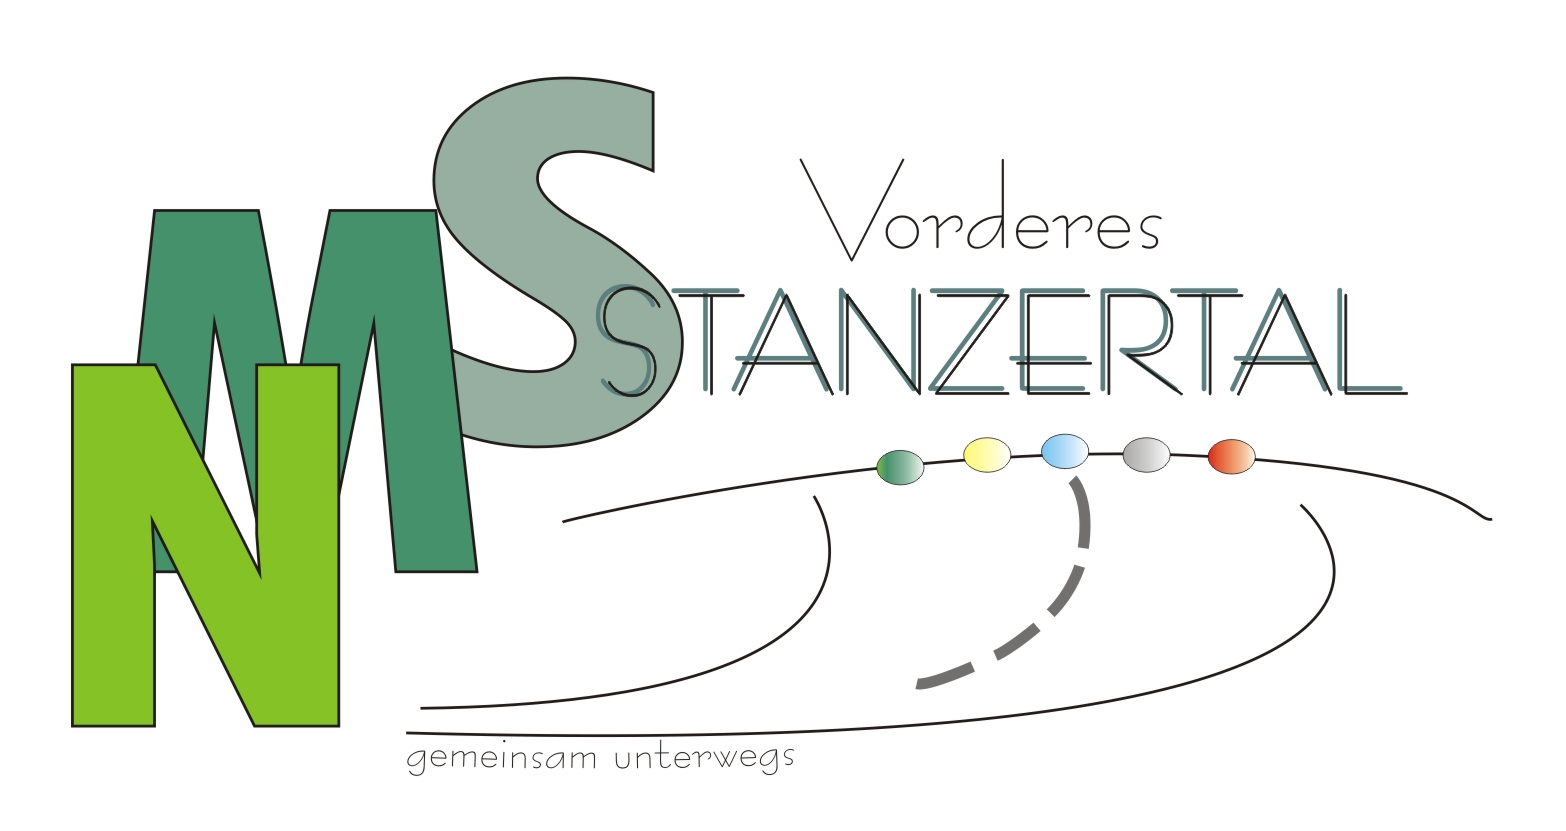 NMS
Vorderes
STANZERTAL
gemeinsam unterwegs